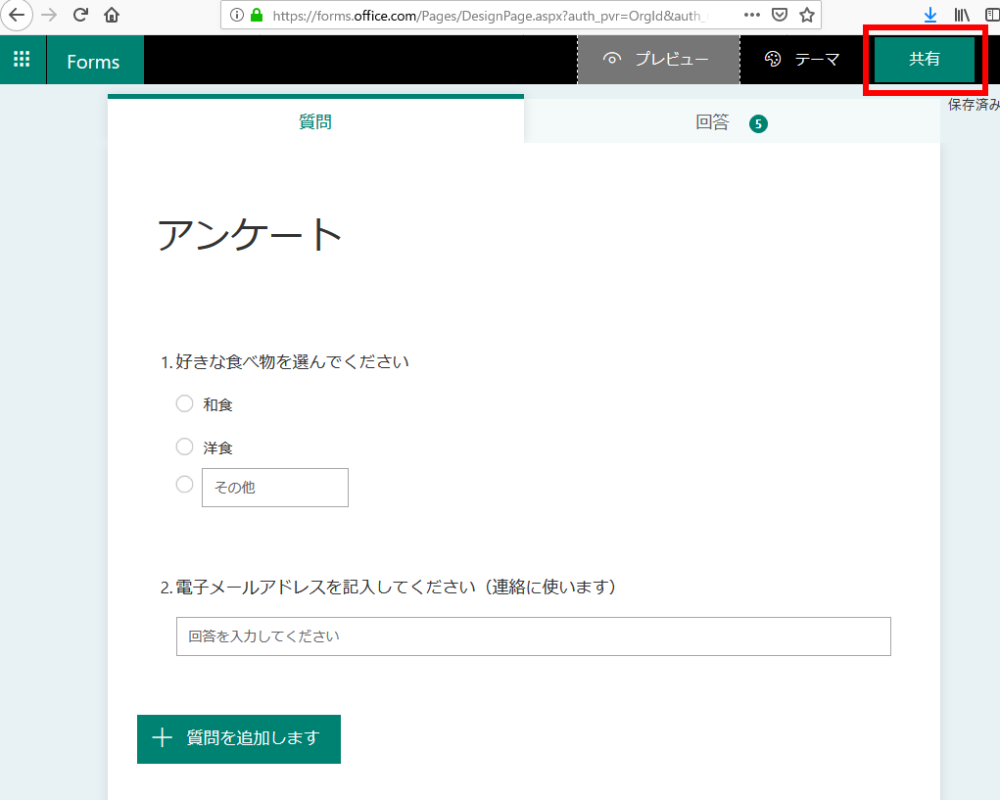 https://forms.office.com/Pages/DesignPage.aspx?auth_pvr=OrgId&auth_
Forms
プレビュー
テーマ
共有
保存済み
質問
回答 5
アンケート
1.好きな食べ物を選んでください
和食
洋食
その他
2.電子メールアドレスを記入してください（連絡に使います）
回答を入力してください
質問を追加します